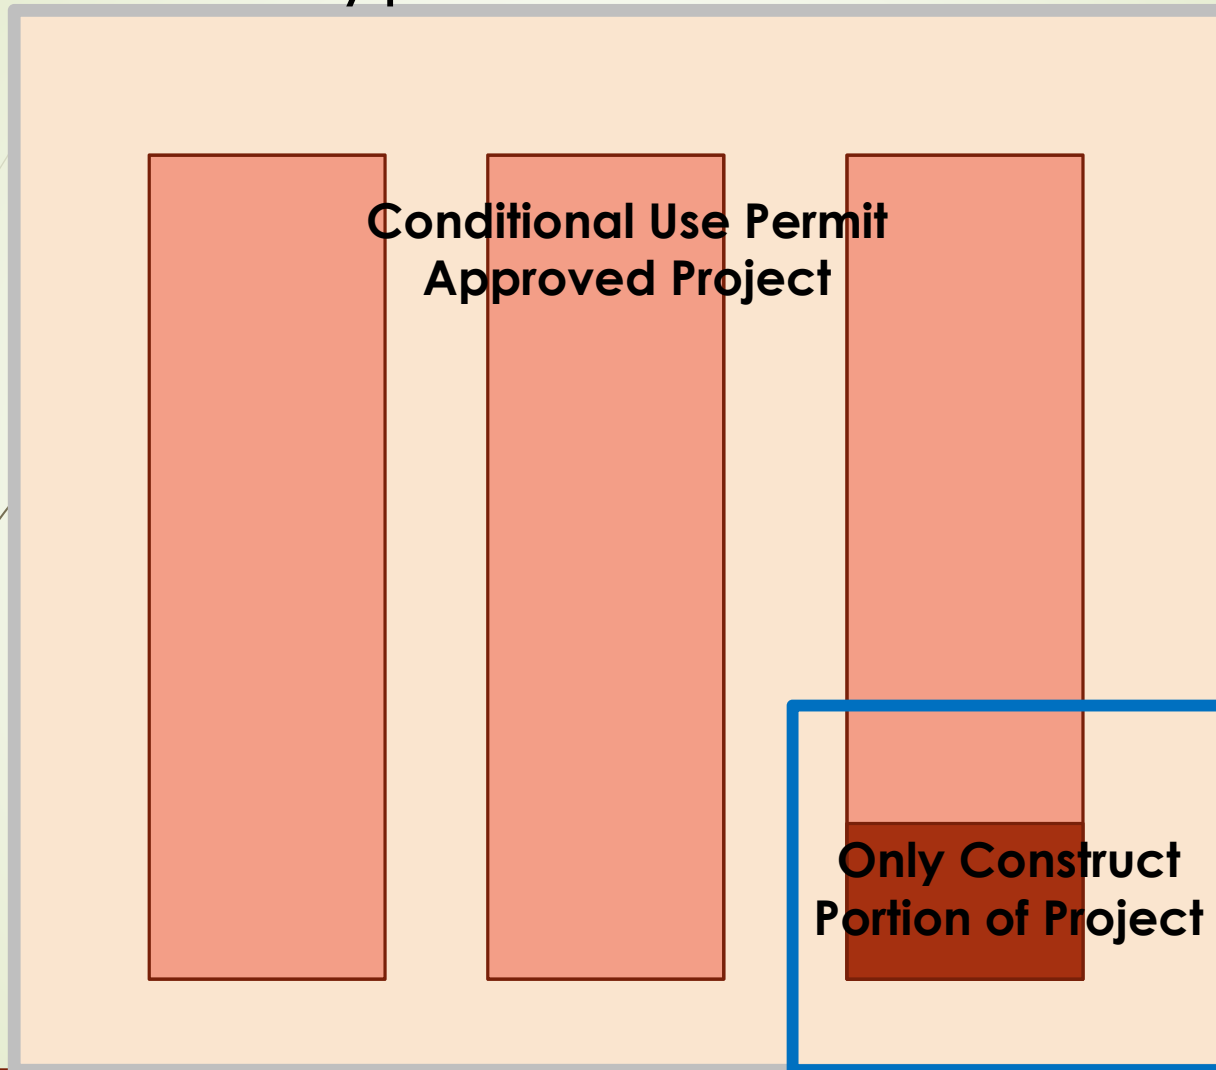 Conditional Use Permit
Approved Project
Only Construct
Portion of Project